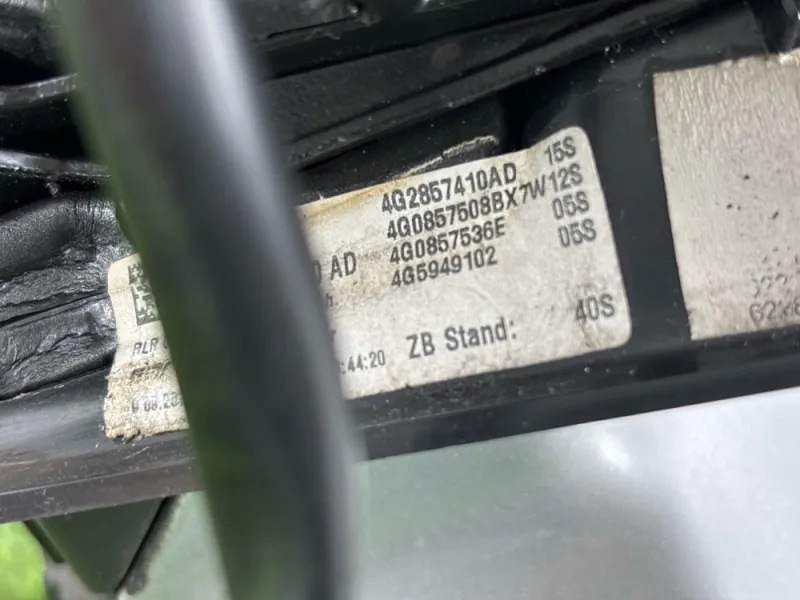 4G2857410AD 15S
4G0857508BX7W12S
4G0857536E 05S
4G5949102 05S
AD
:44:20 ZB Stand: 40S